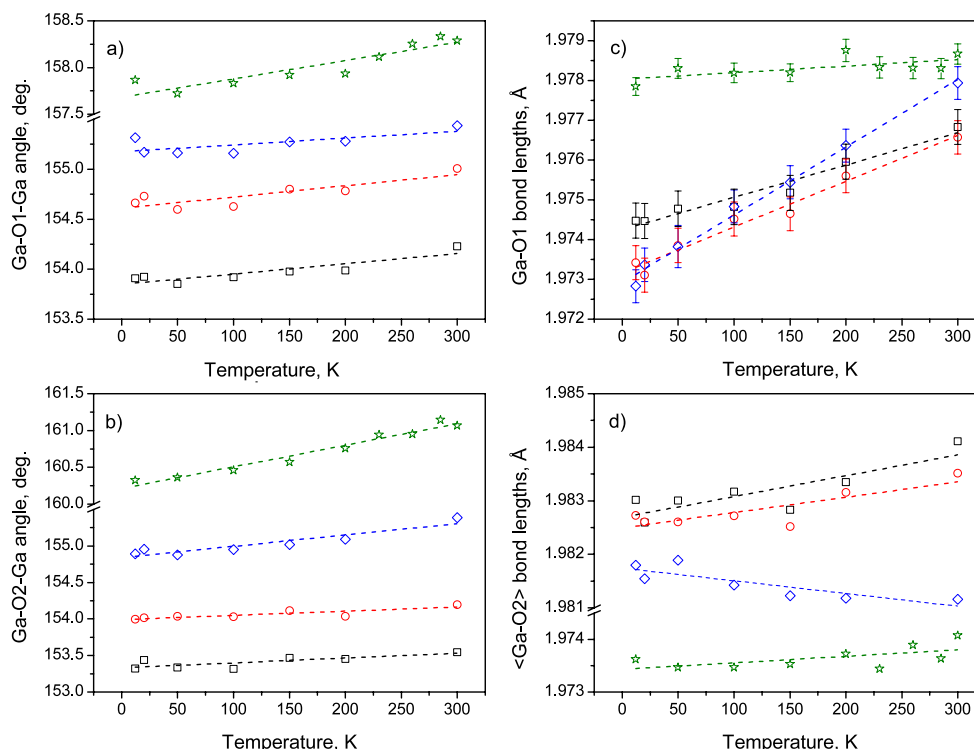 158.5
158.0
157.5
155.5
155.0
154.5
154.0
153.5
a)
Ga-O1-Ga angle, deg.
0 50 100 150 200 250 300
Temperature, K
1.979
1.978
1.977
1.976
1.975
1.974
1.973
1.972
c)
Ga-O1 bond lengths, Å
0 50 100 150 200 250 300
Temperature, K
161.5
161.0
160.5
160.0
155.0
154.5
154.0
153.5
153.0
b)
Ga-O2-Ga angle, deg.
0 50 100 150 200 250 300
Temperature, K
1.985
1.984
1.983
1.982
1.981
1.974
1.973
d)
<Ga-O2> bond lengths, Å
0 50 100 150 200 250 300
Temperature, K